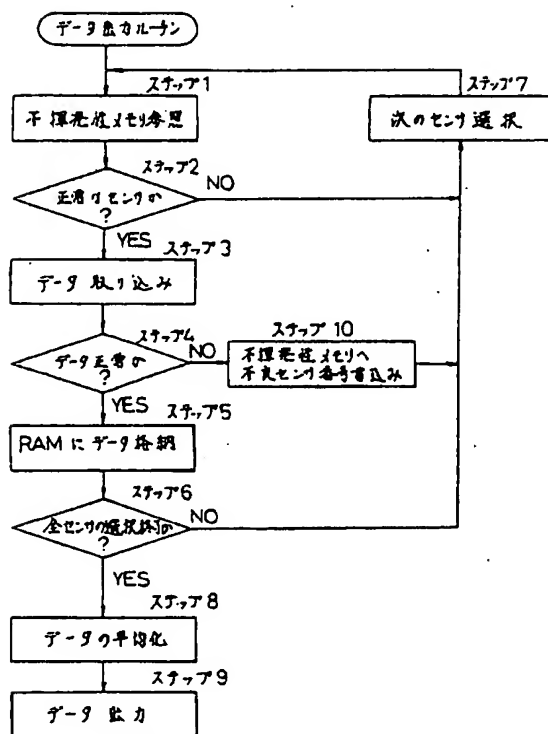 データ出力ルーチン
ステップ1
不揮発性メモリ参照
ステップ7
次のセンサ選択
ステップ2
正常なセンサか
?
NO
YES
ステップ3
データ取り込み
ステップ4
データ正常か
?
NO
ステップ10
不揮発性メモリへ
不良センサ番号書込み
YES
ステップ5
RAMにデータ格納
ステップ6
全センサの選択終了か
?
NO
YES
ステップ8
データの平均化
ステップ9
データ出力